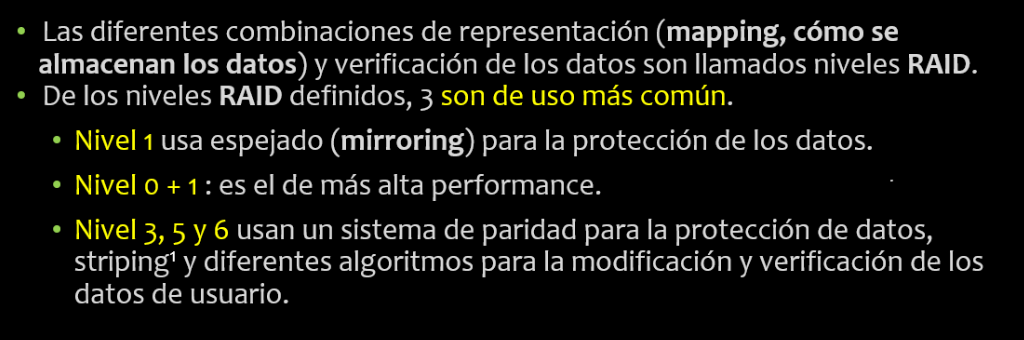 • Las diferentes combinaciones de representación (mapping, cómo se
almacenan los datos) y verificación de los datos son llamados niveles RAID.
• De los niveles RAID definidos, 3 son de uso más común.
• Nivel 1 usa espejado (mirroring) para la protección de los datos.
• Nivel 0 + 1 : es el de más alta performance.
• Nivel 3, 5 y 6 usan un sistema de paridad para la protección de datos,
striping¹ y diferentes algoritmos para la modificación y verificación de los
datos de usuario.